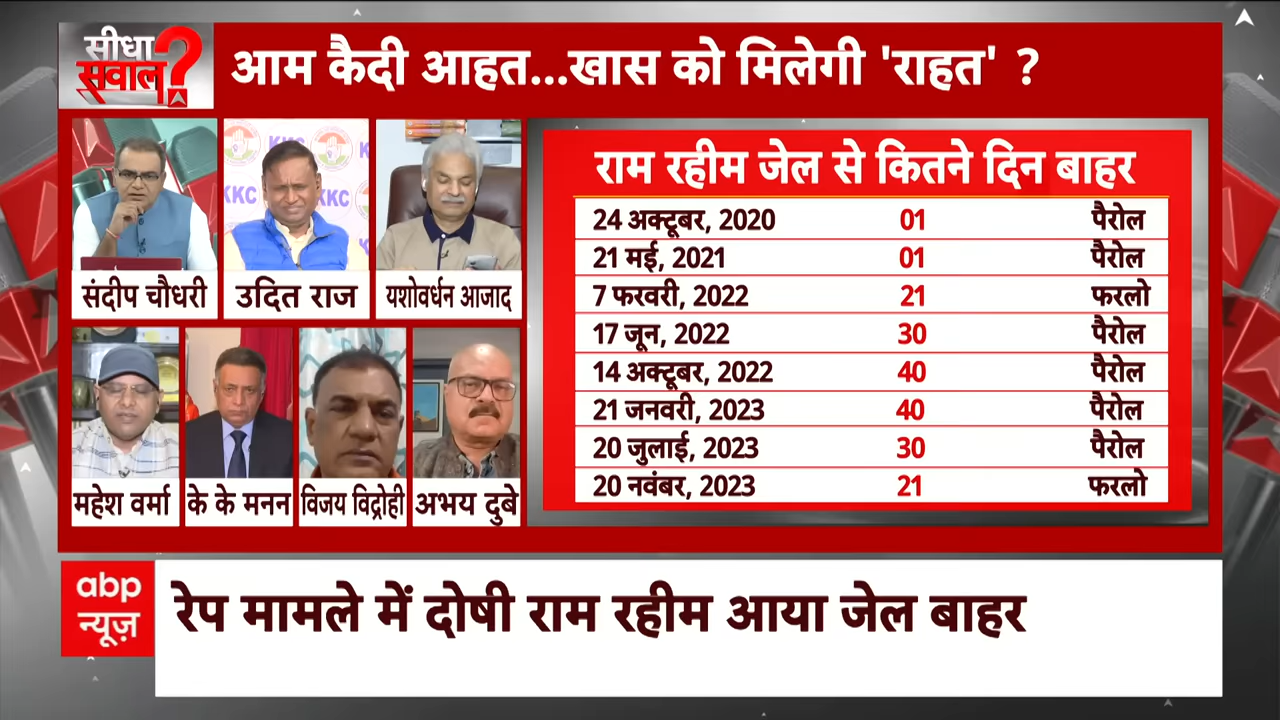 सीधा सवाल?
आम कैदी आहत...खास को मिलेगी 'राहत' ?
KKC
KKC
KKC
संदीप चौधरी
उदित राज
यशोवर्धन आजाद
महेश वर्मा
के के मनन
विजय विद्रोही
अभय दुबे
राम रहीम जेल से कितने दिन बाहर
24 अक्टूबर, 2020 01 पैरोल
21 मई, 2021 01 पैरोल
7 फरवरी, 2022 21 फरलो
17 जून, 2022 30 पैरोल
14 अक्टूबर, 2022 40 पैरोल
21 जनवरी, 2023 40 पैरोल
20 जुलाई, 2023 30 पैरोल
20 नवंबर, 2023 21 फरलो
abp
न्यूज़
रेप मामले में दोषी राम रहीम आया जेल बाहर